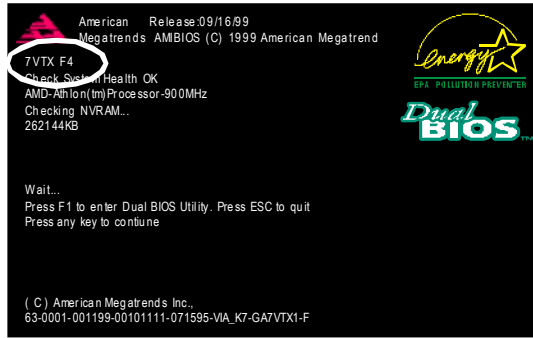 American Release:09/16/99
Megatrends AMIBIOS (C) 1999 American Megatrend
7VTX F4
Check System Health OK
AMD-Athlon(tm)Processor-900MHz
Checking NVRAM...
262144KB
energy
EPA POLLUTION PREVENTER
Dual
BIOS TM
Wait...
Press F1 to enter Dual BIOS Utility. Press ESC to quit
Press any key to contiune
( C ) American Megatrends Inc.,
63-0001-001199-00101111-071595-VIA_K7-GA7VTX1-F